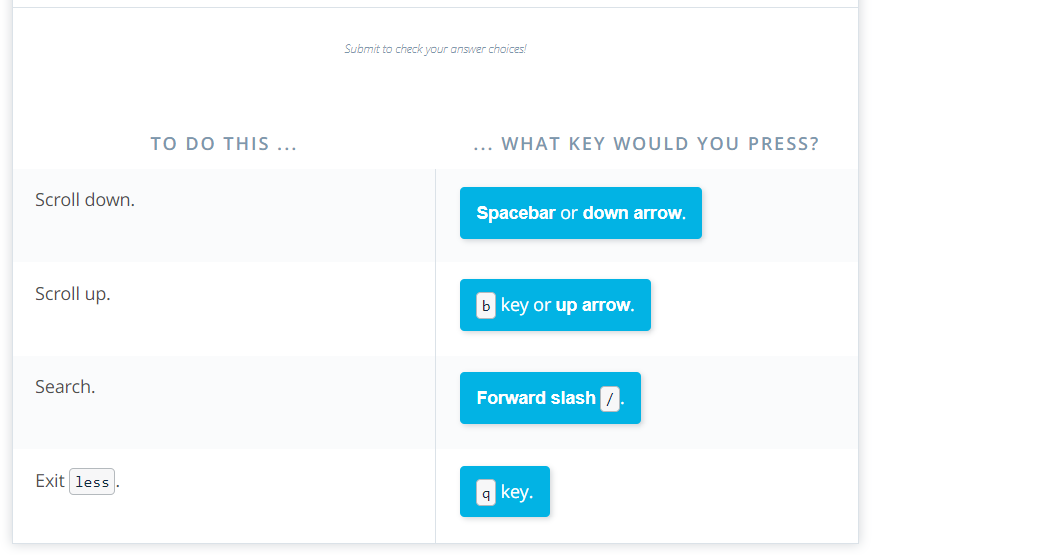 Submit to check your answer choices!
TO DO THIS ...
... WHAT KEY WOULD YOU PRESS?
Scroll down.
Spacebar or down arrow.
Scroll up.
b key or up arrow.
Search.
Forward slash /.
Exit less.
q key.